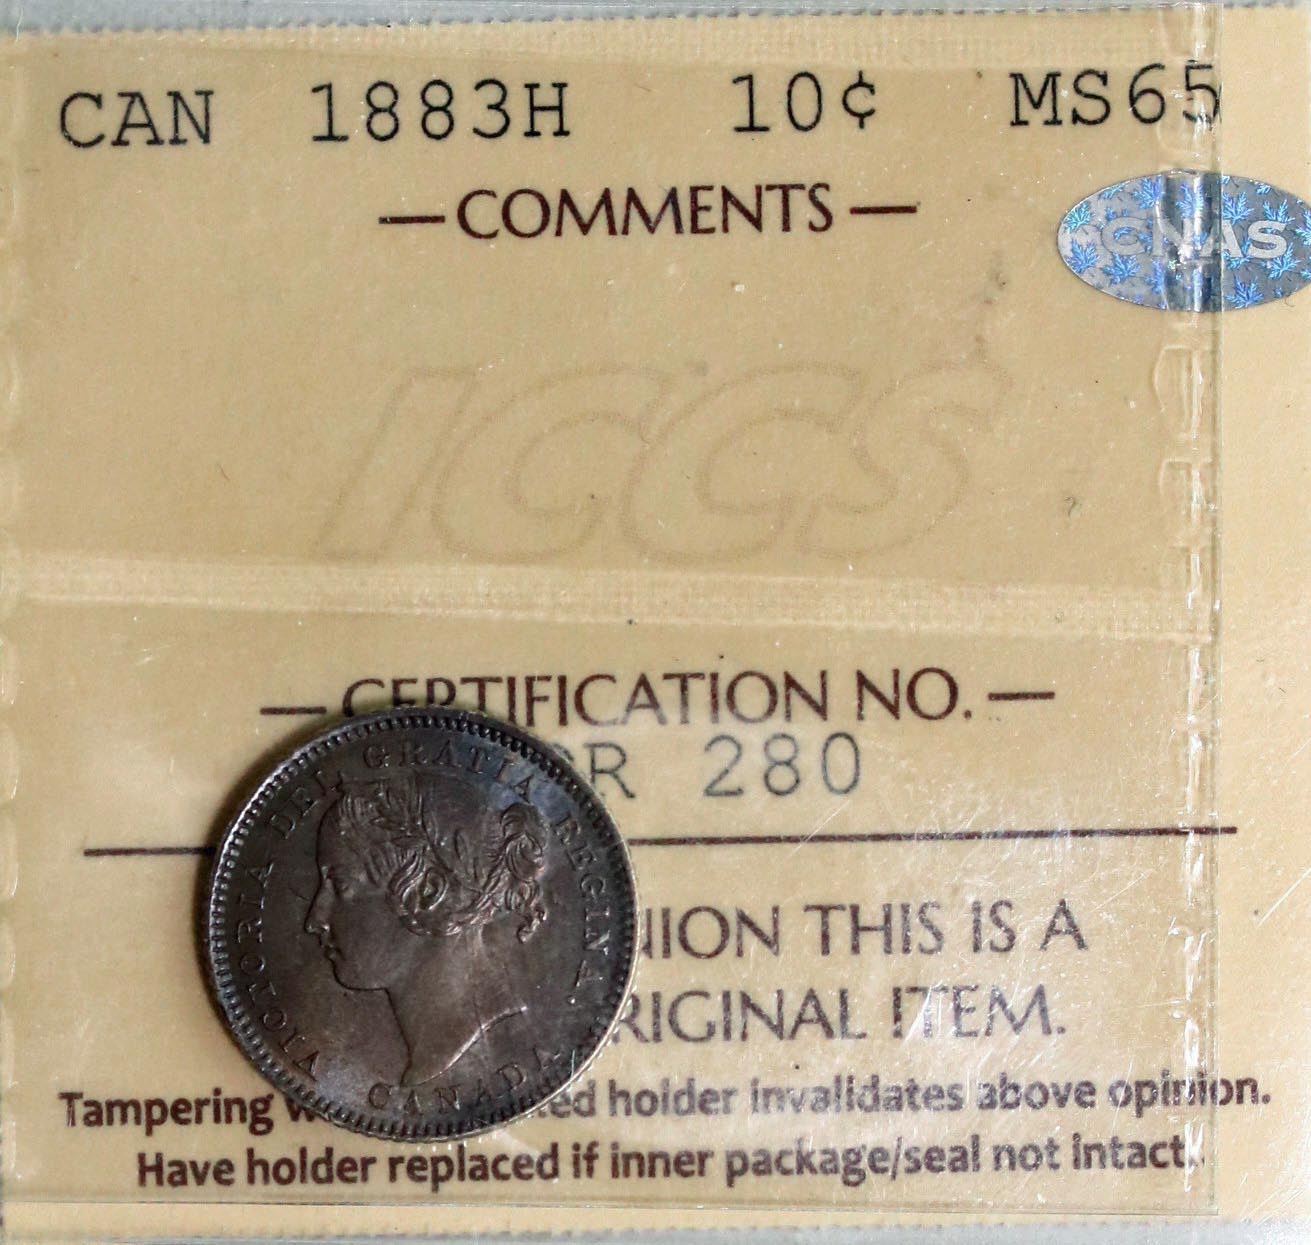 CAN 1883H 10¢ MS65
— COMMENTS —
CNAS
ICCS
— CERTIFICATION NO. —
R 280
VICTORIA DEI GRATIA REGINA.
CANADA
NION THIS IS A
RIGINAL ITEM.
Tampering w ed holder invalidates above opinion.
Have holder replaced if inner package/seal not intact.